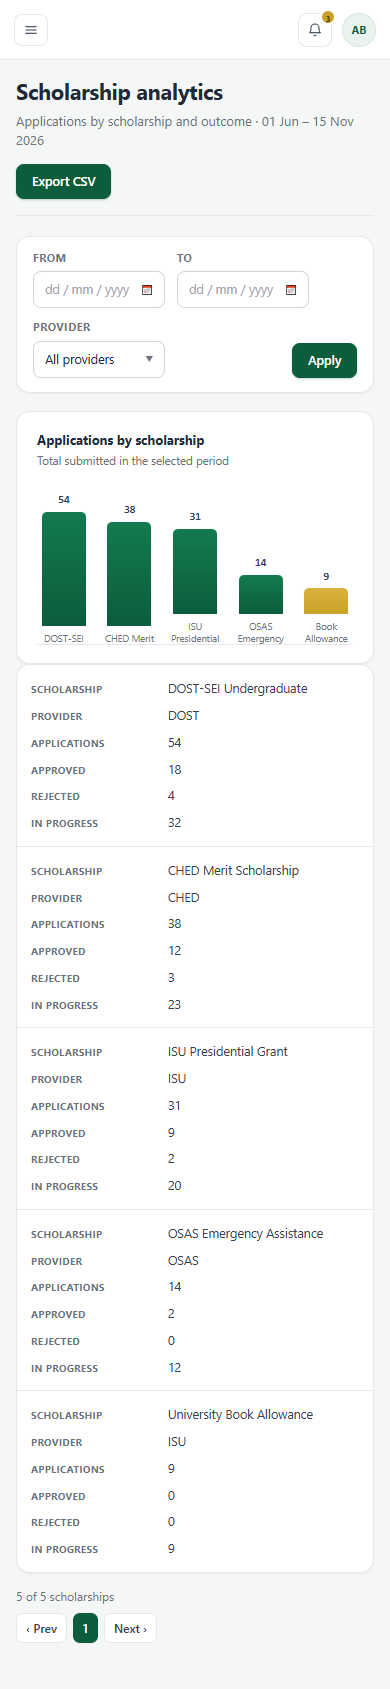 3
AB
Scholarship analytics
Applications by scholarship and outcome · 01 Jun – 15 Nov
2026
Export CSV
FROM TO
dd / mm / yyyy dd / mm / yyyy
PROVIDER
All providers Apply
Applications by scholarship
Total submitted in the selected period
54 38 31 14 9
DOST-SEI CHED Merit ISU Presidential OSAS Emergency Book Allowance
SCHOLARSHIP DOST-SEI Undergraduate
PROVIDER DOST
APPLICATIONS 54
APPROVED 18
REJECTED 4
IN PROGRESS 32
SCHOLARSHIP CHED Merit Scholarship
PROVIDER CHED
APPLICATIONS 38
APPROVED 12
REJECTED 3
IN PROGRESS 23
SCHOLARSHIP ISU Presidential Grant
PROVIDER ISU
APPLICATIONS 31
APPROVED 9
REJECTED 2
IN PROGRESS 20
SCHOLARSHIP OSAS Emergency Assistance
PROVIDER OSAS
APPLICATIONS 14
APPROVED 2
REJECTED 0
IN PROGRESS 12
SCHOLARSHIP University Book Allowance
PROVIDER ISU
APPLICATIONS 9
APPROVED 0
REJECTED 0
IN PROGRESS 9
5 of 5 scholarships
‹ Prev 1 Next ›